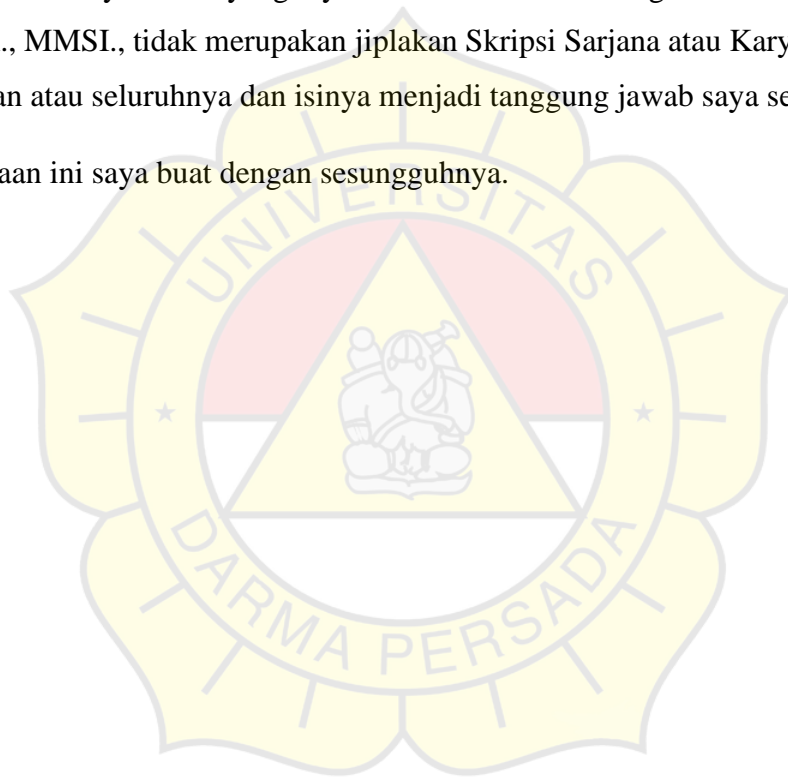 ., MMSI., tidak merupakan jiplakan Skripsi Sarjana atau Kary
an atau seluruhnya dan isinya menjadi tanggung jawab saya se
aan ini saya buat dengan sesungguhnya.
UNIVERSITAS
DARMA PERSADA